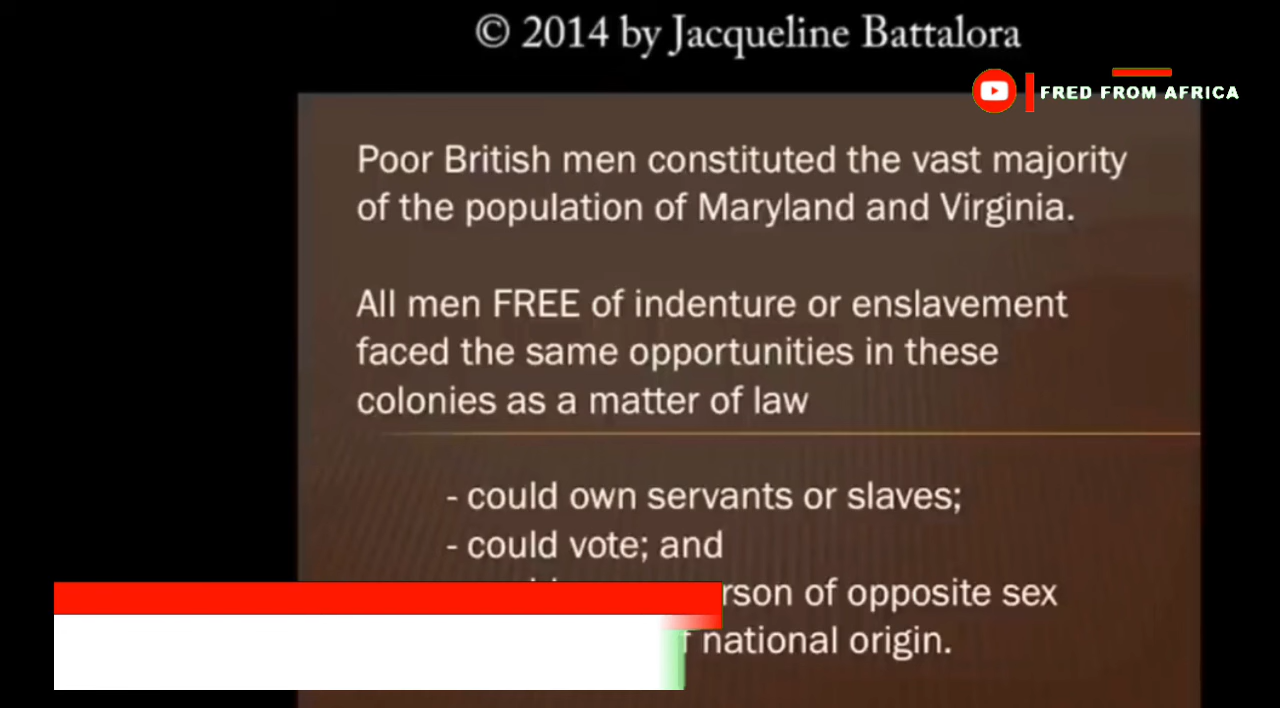 © 2014 by Jacqueline Battalora
FRED FROM AFRICA
Poor British men constituted the vast majority
of the population of Maryland and Virginia.
All men FREE of indenture or enslavement
faced the same opportunities in these
colonies as a matter of law
- could own servants or slaves;
- could vote; and
of opposite sex
national origin.